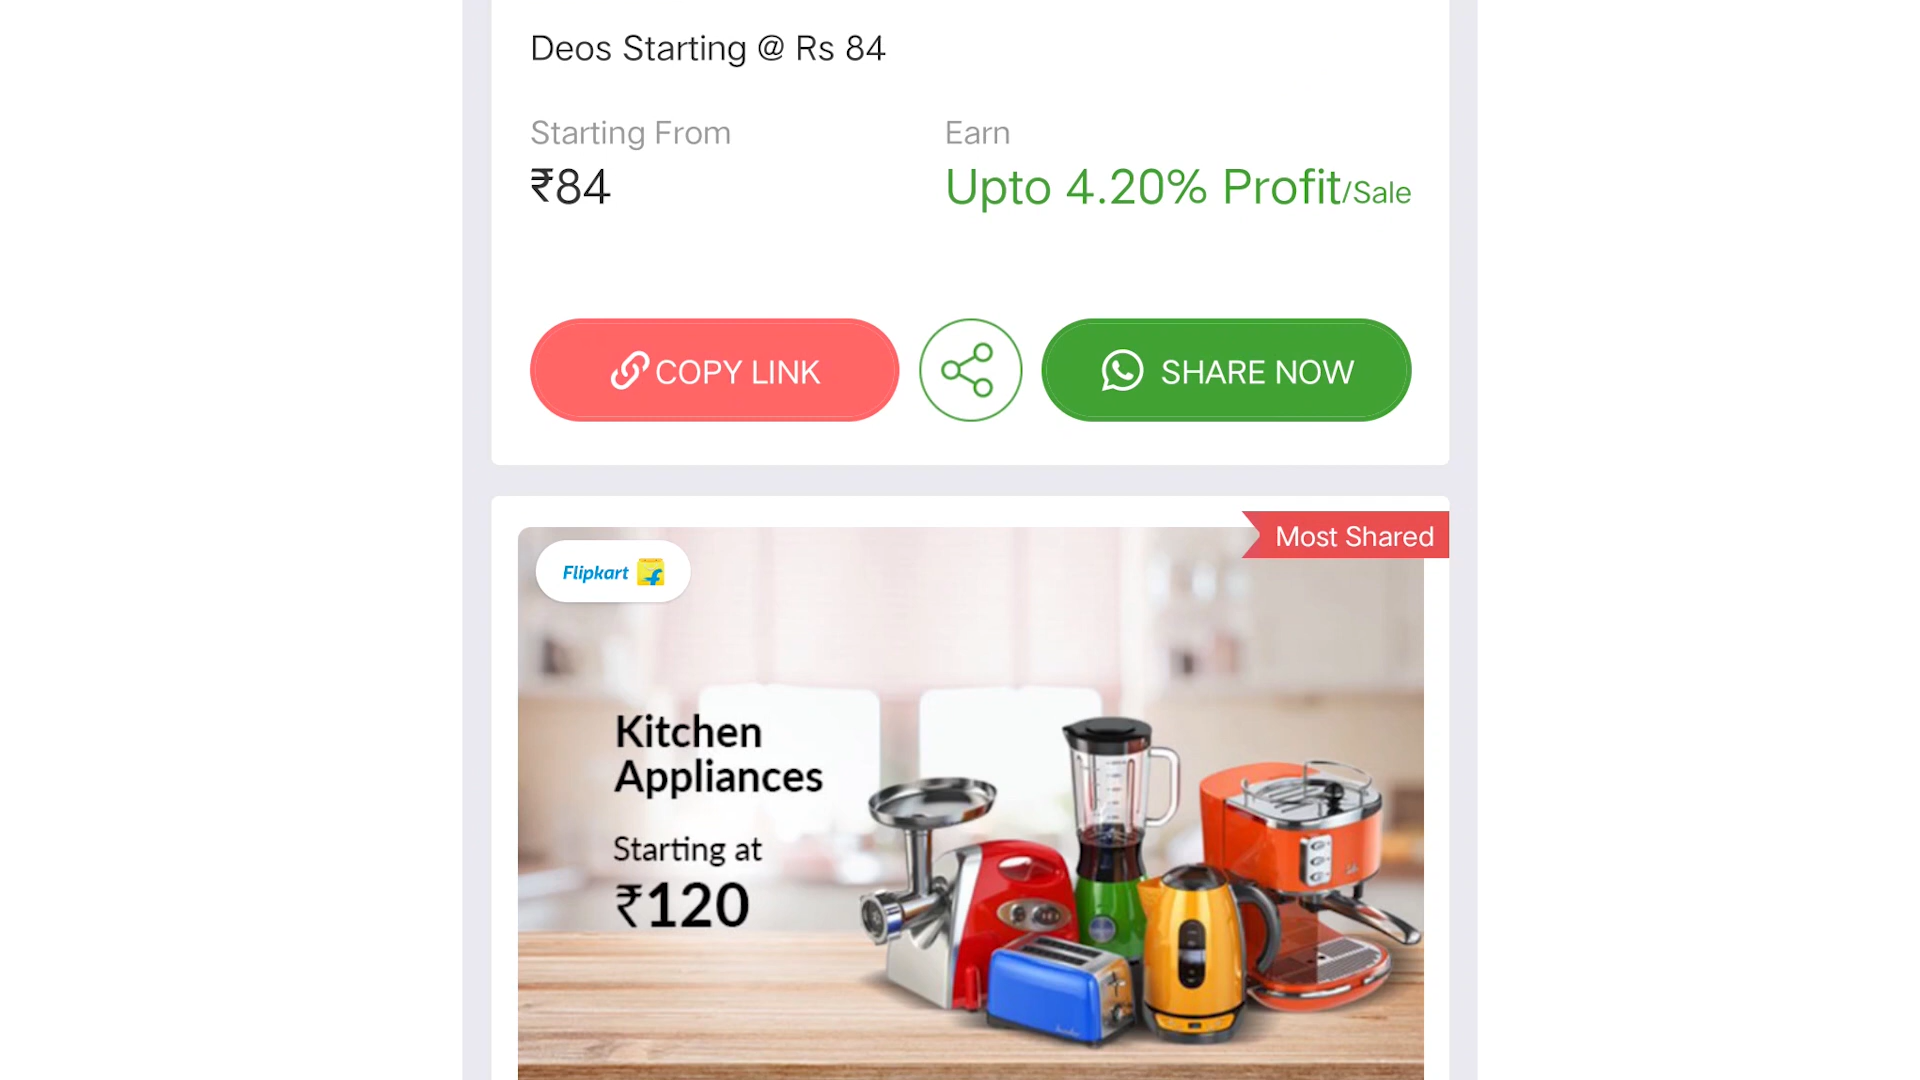 Deos Starting @ Rs 84
Starting From
Earn
₹84
Upto 4.20% Profit/Sale
COPY LINK
SHARE NOW
Most Shared
Flipkart
Kitchen
Appliances
Starting at
₹120